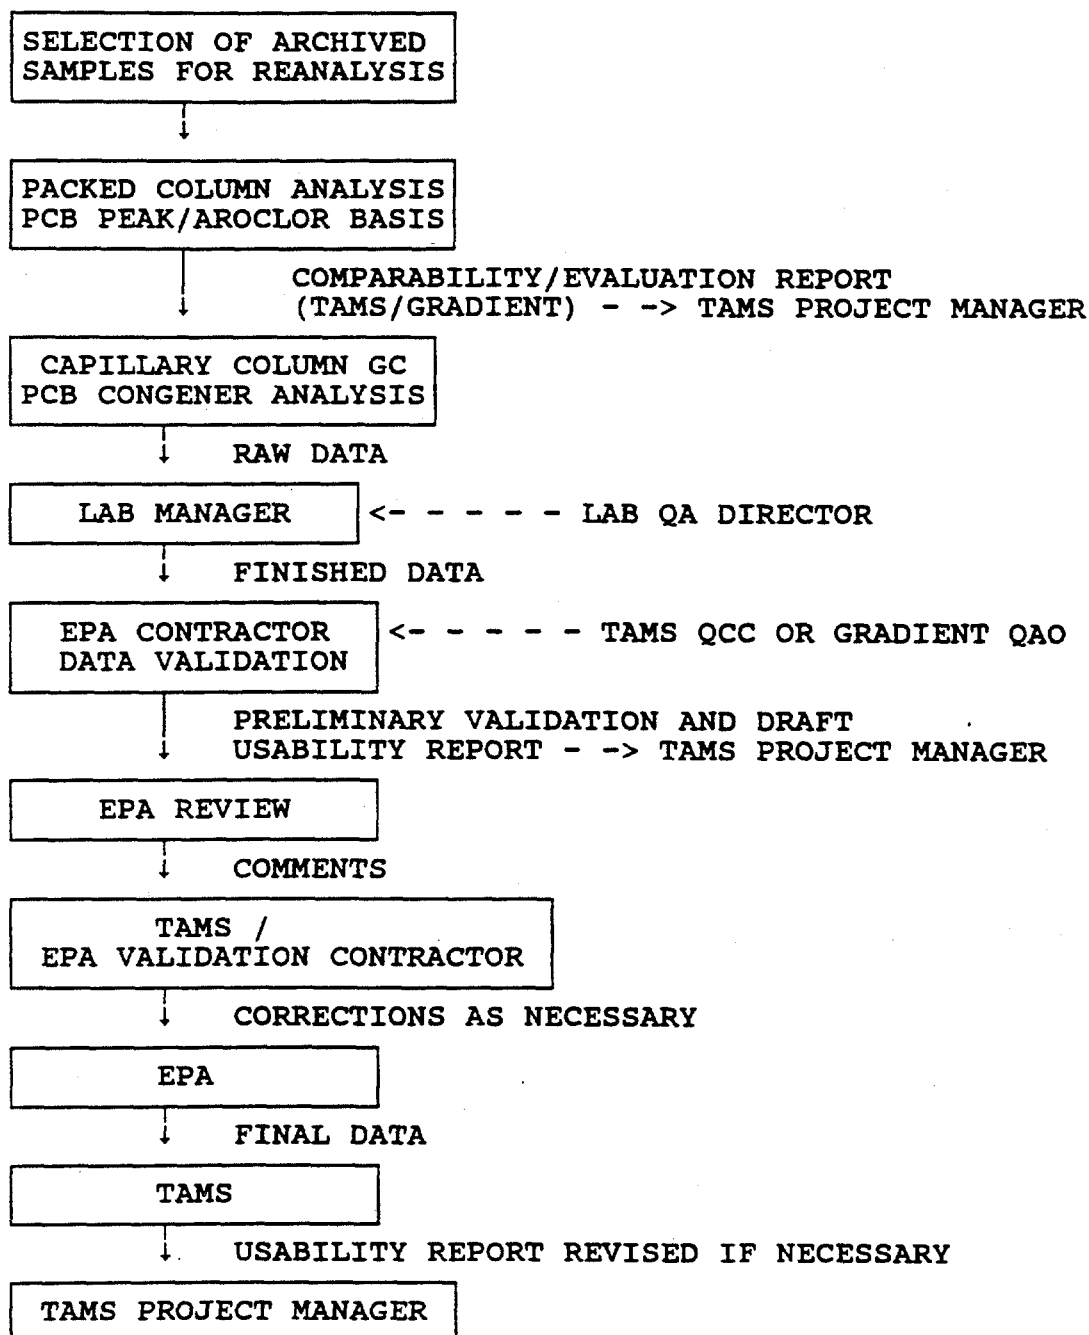 SELECTION OF ARCHIVED
SAMPLES FOR REANALYSIS
PACKED COLUMN ANALYSIS
PCB PEAK/AROCLOR BASIS
COMPARABILITY/EVALUATION REPORT
(TAMS/GRADIENT) - -> TAMS PROJECT MANAGER
CAPILLARY COLUMN GC
PCB CONGENER ANALYSIS
RAW DATA
LAB MANAGER <- - - - - - LAB QA DIRECTOR
FINISHED DATA
EPA CONTRACTOR <- - - - - - TAMS QCC OR GRADIENT QAO
DATA VALIDATION
PRELIMINARY VALIDATION AND DRAFT
USABILITY REPORT - -> TAMS PROJECT MANAGER
EPA REVIEW
COMMENTS
TAMS /
EPA VALIDATION CONTRACTOR
CORRECTIONS AS NECESSARY
EPA
FINAL DATA
TAMS
USABILITY REPORT REVISED IF NECESSARY
TAMS PROJECT MANAGER